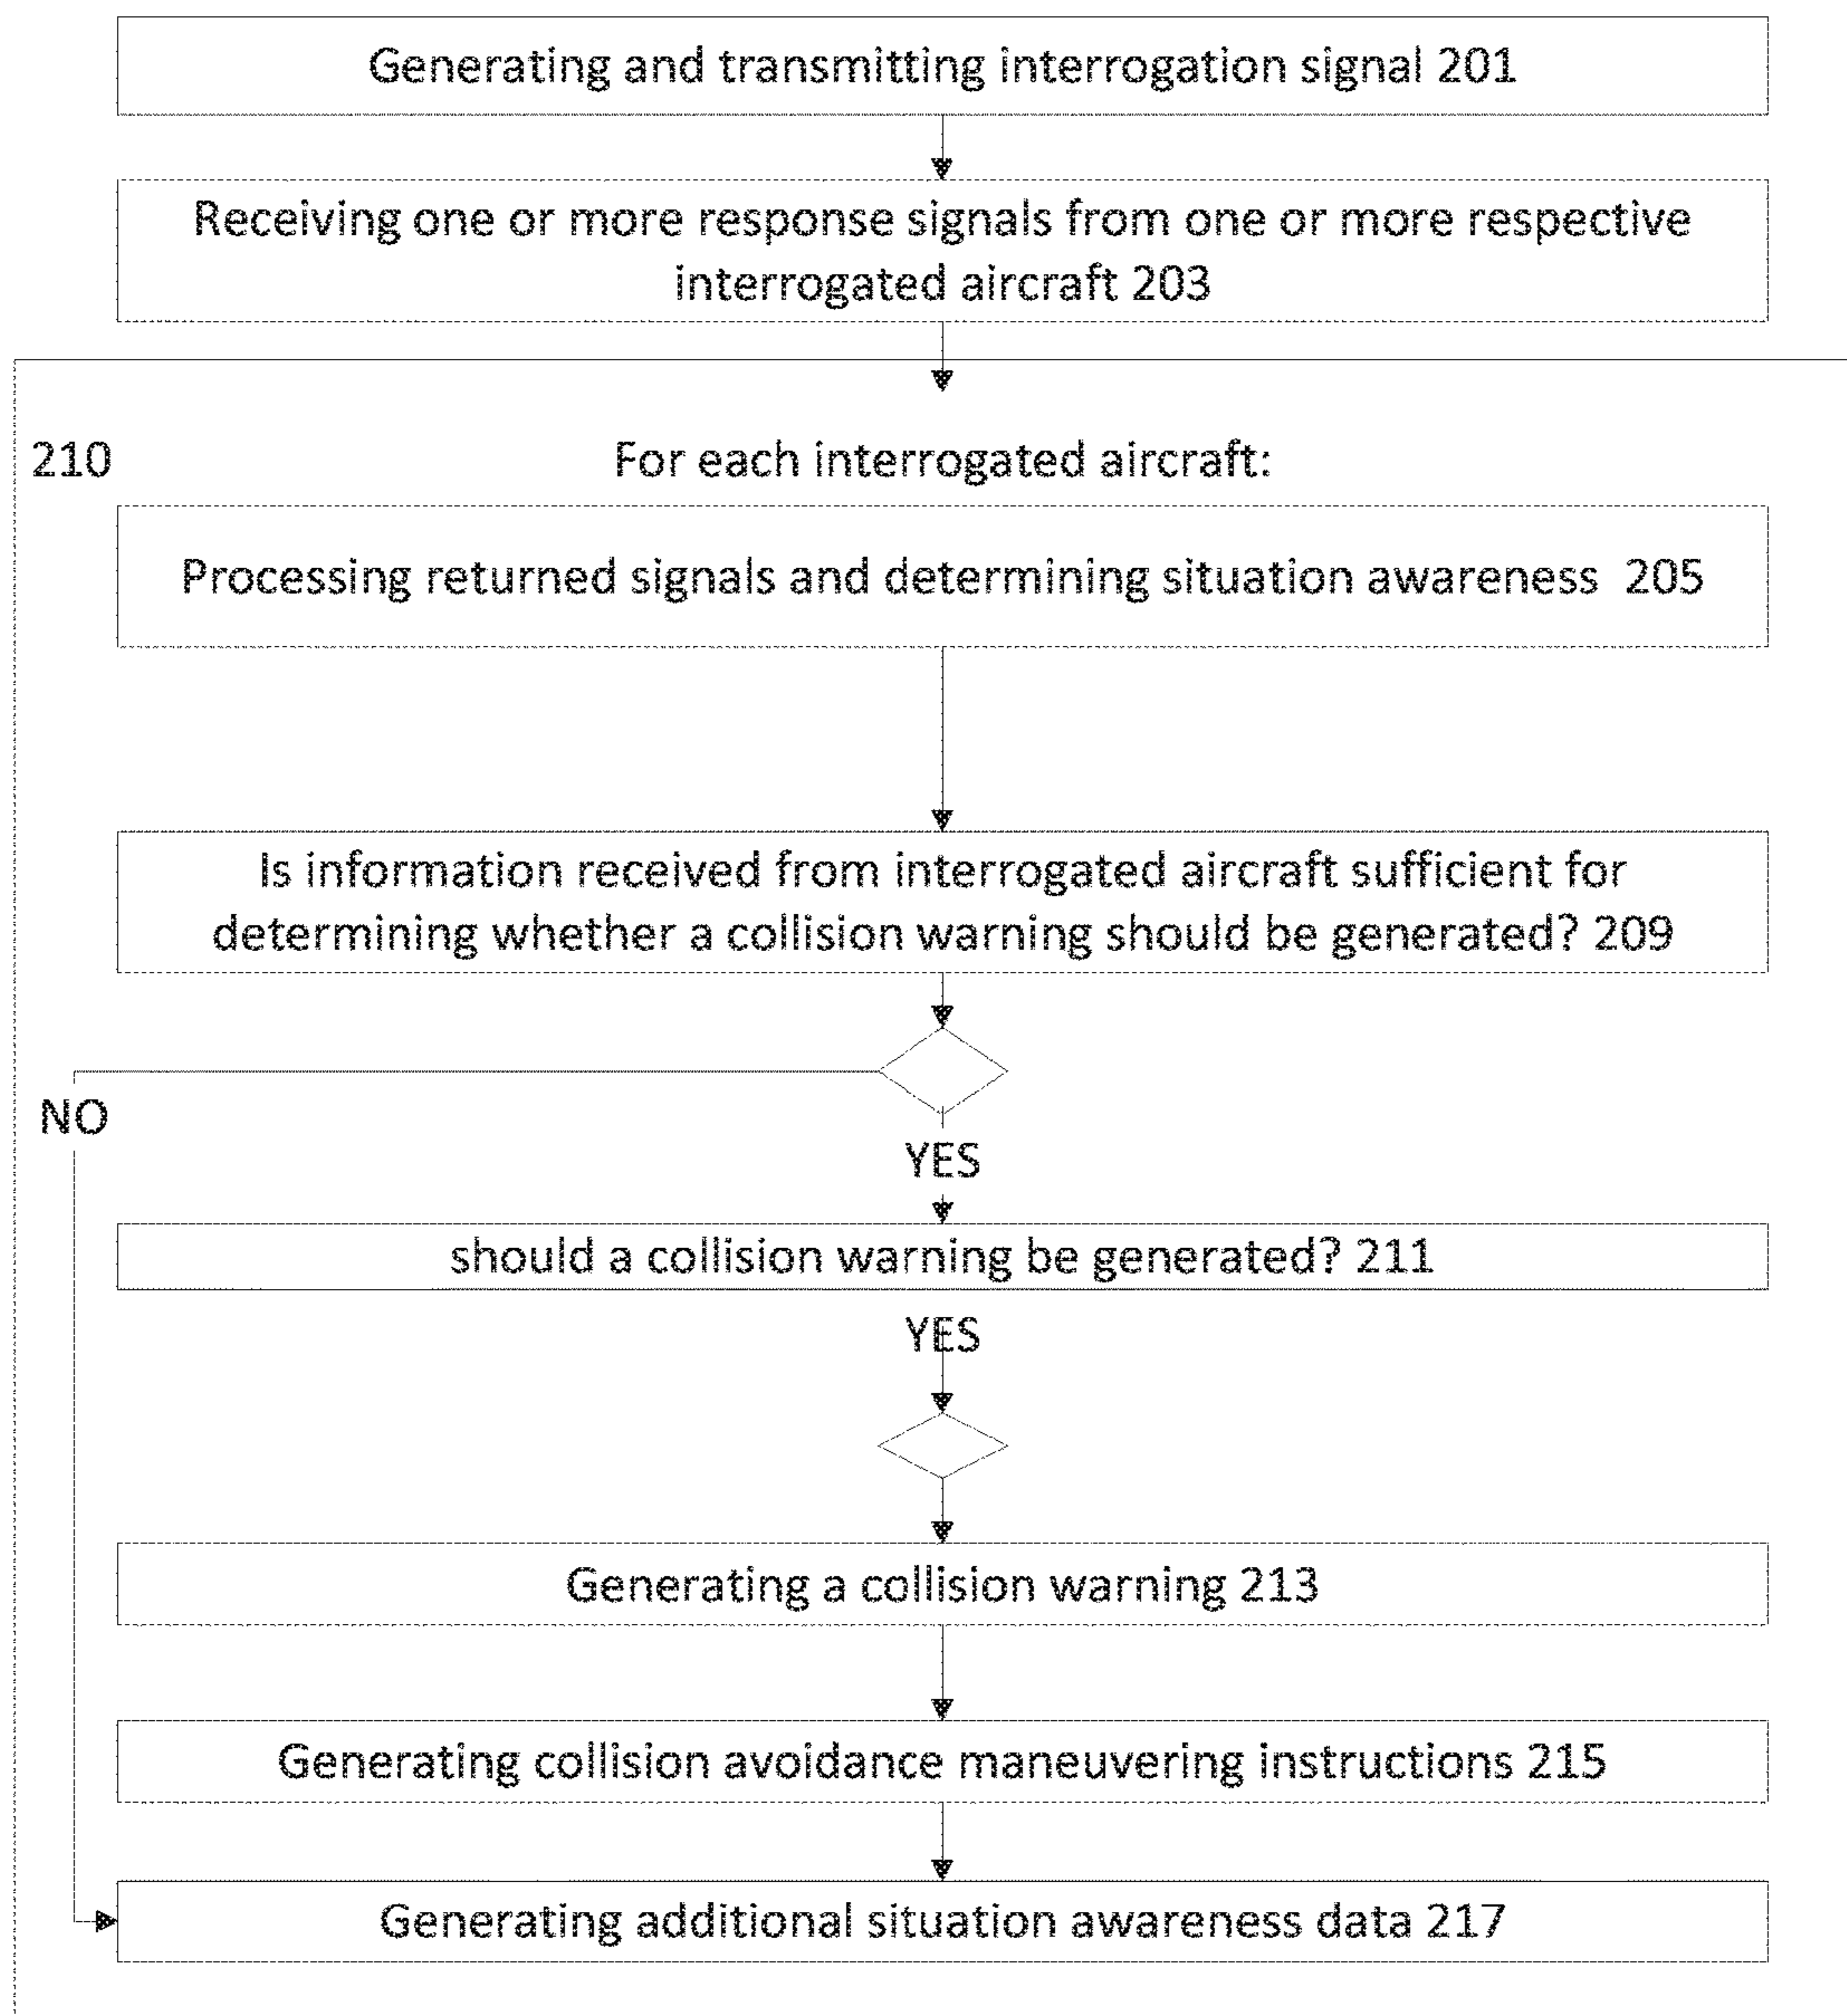 Generating and transmitting interrogation signal 201
Receiving one or more response signals from one or more respective
interrogated aircraft 203
210
For each interrogated aircraft:
Processing returned signals and determining situation awareness 205
Is information received from interrogated aircraft sufficient for
determining whether a collision warning should be generated? 209
NO
YES
should a collision warning be generated? 211
YES
Generating a collision warning 213
Generating collision avoidance maneuvering instructions 215
Generating additional situation awareness data 217